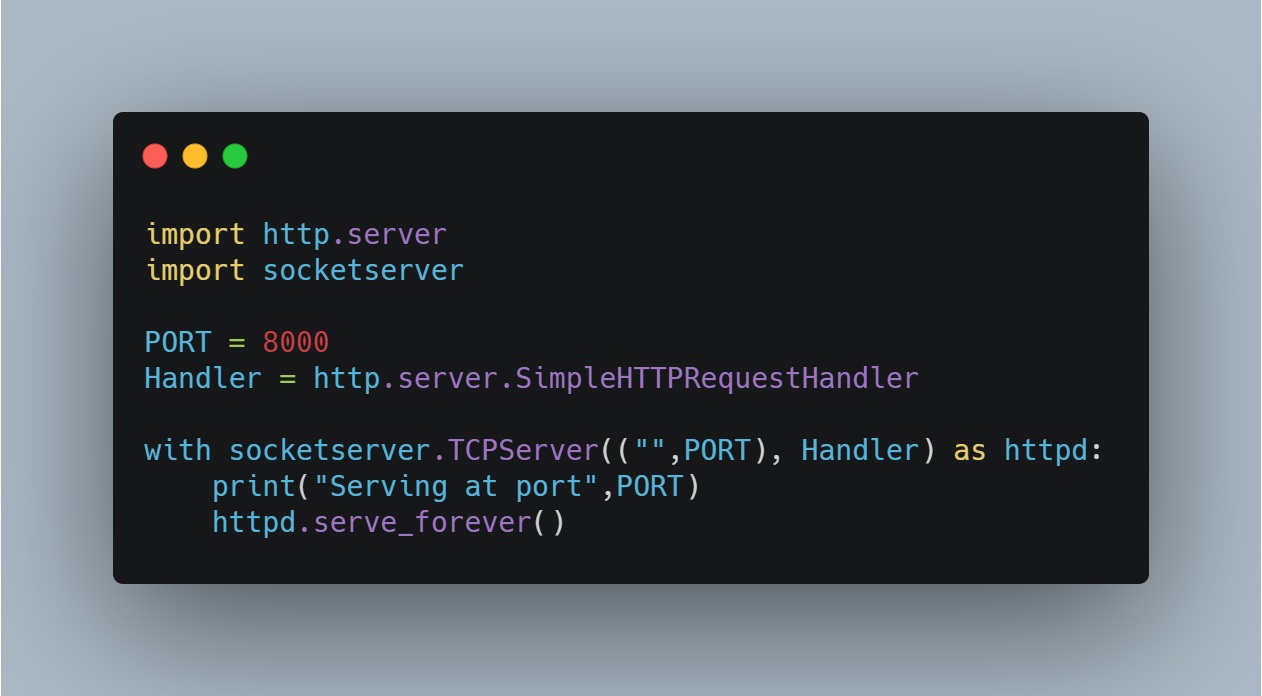 import http.server
import socketserver

PORT = 8000
Handler = http.server.SimpleHTTPRequestHandler

with socketserver.TCPServer(("",PORT), Handler) as httpd:
    print("Serving at port",PORT)
    httpd.serve_forever()